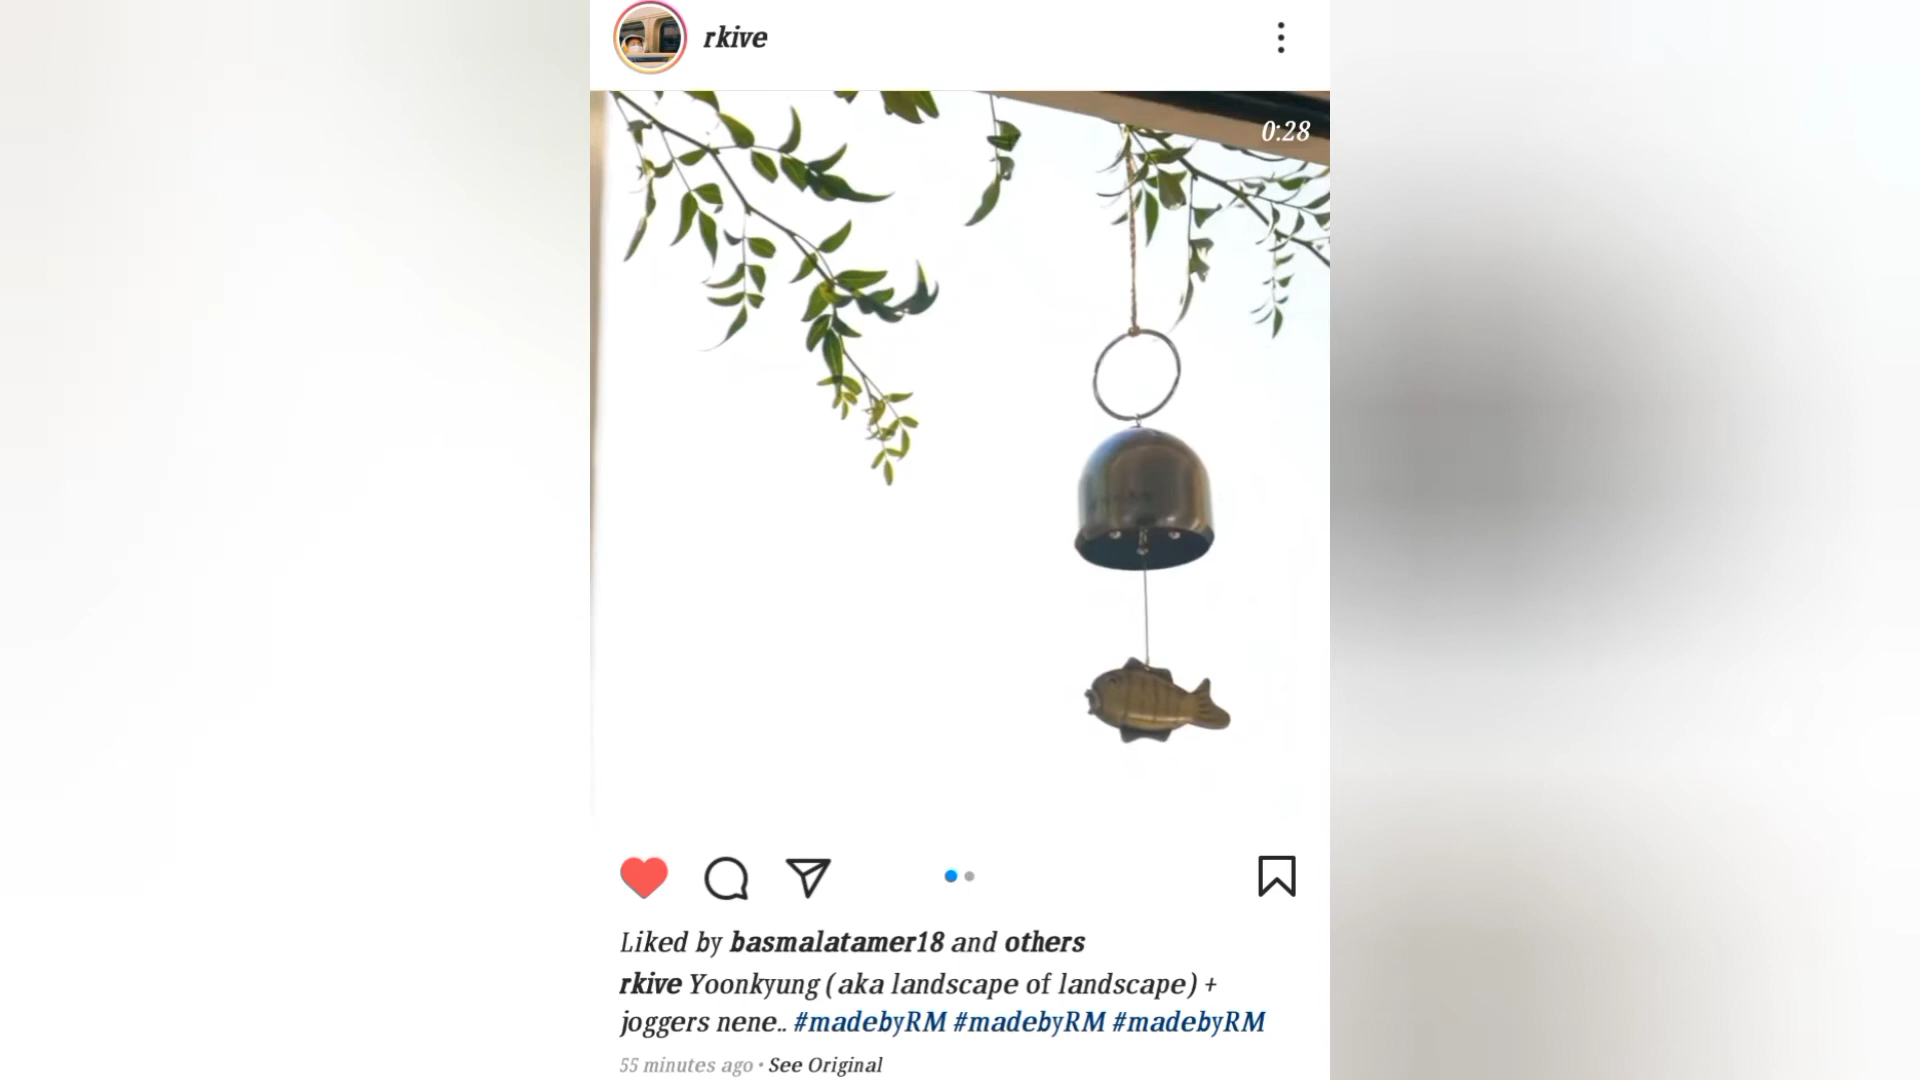 rkive
0:28
Liked by basmalatamer18 and others
rkive Yoonkyung (aka landscape of landscape) +
joggers nene.. #madebyRM #madebyRM #madebyRM
55 minutes ago • See Original